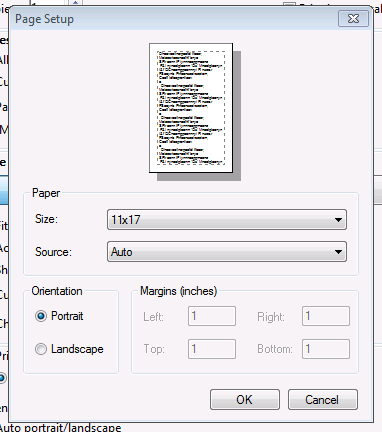 Page Setup
Paper
Size:
11x17
Source:
Auto
Orientation
Portrait
Landscape
Margins (inches)
Left: 1 Right: 1
Top: 1 Bottom: 1
OK Cancel
Auto portrait/landscape